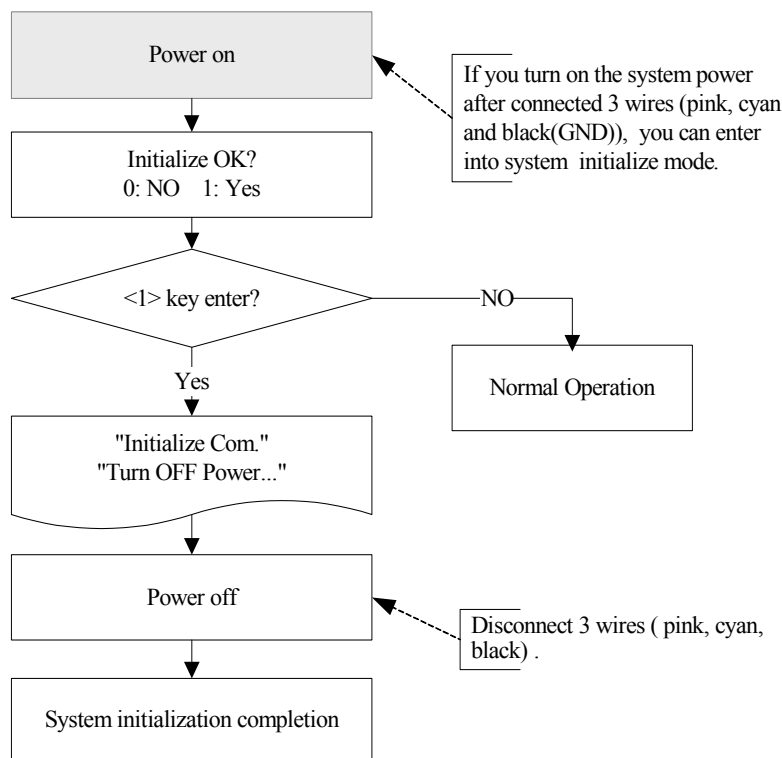 Power on
If you turn on the system power
after connected 3 wires (pink, cyan
and black(GND)), you can enter
into system initialize mode.
Initialize OK?
0: NO 1: Yes
<1> key enter?
NO
Normal Operation
Yes
"Initialize Com."
"Turn OFF Power..."
Power off
Disconnect 3 wires ( pink, cyan,
black) .
System initialization completion